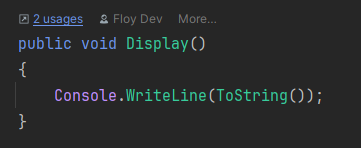 2 usages Floy Dev More...
public void Display()
{
    Console.WriteLine(ToString());
}